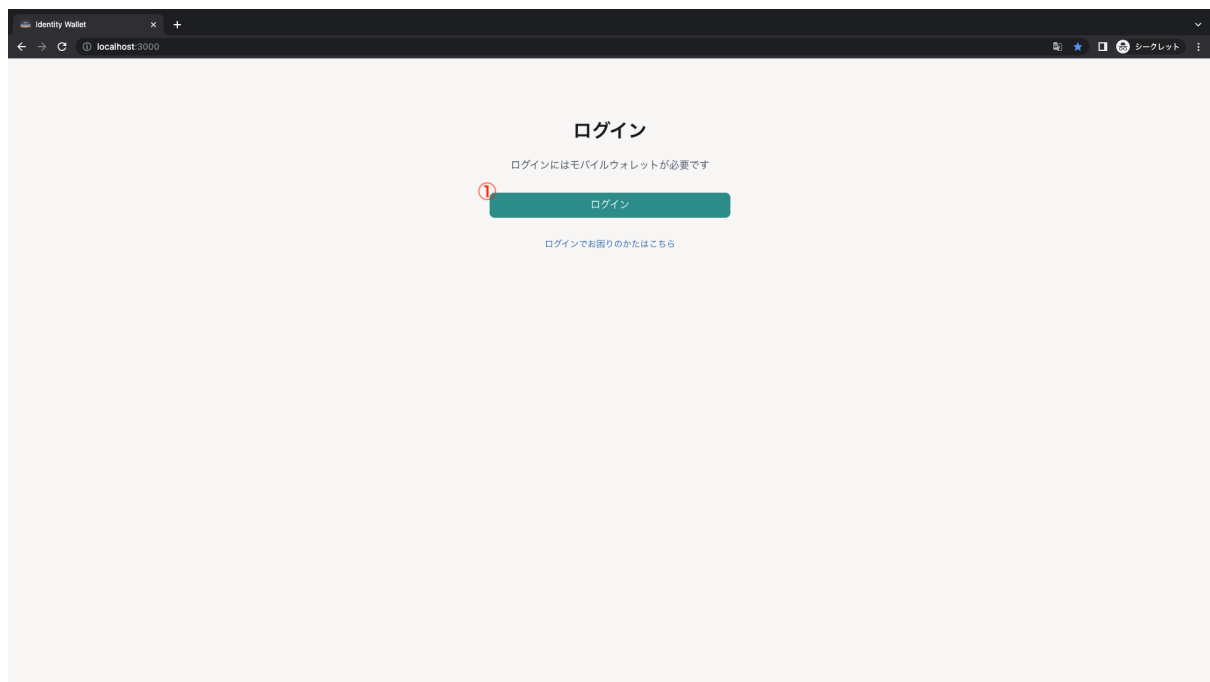 Identity Wallet
localhost:3000
シークレット
ログイン
ログインにはモバイルウォレットが必要です
①
ログイン
ログインでお困りのかたはこちら